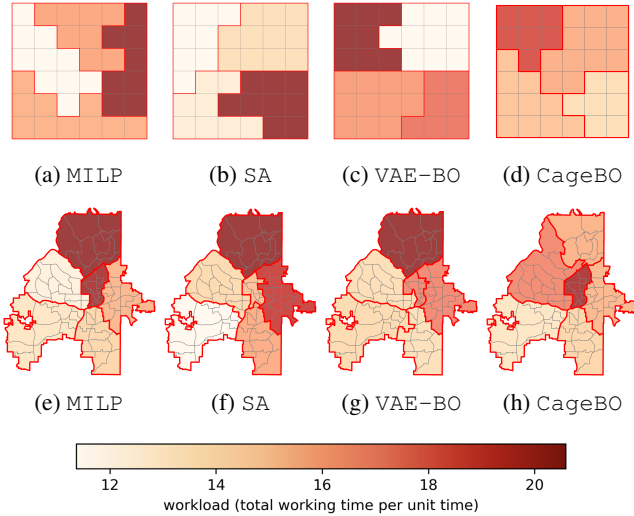 (a) MILP (b) SA (c) VAE-BO (d) CageBO
(e) MILP (f) SA (g) VAE-BO (h) CageBO
12 14 16 18 20
workload (total working time per unit time)